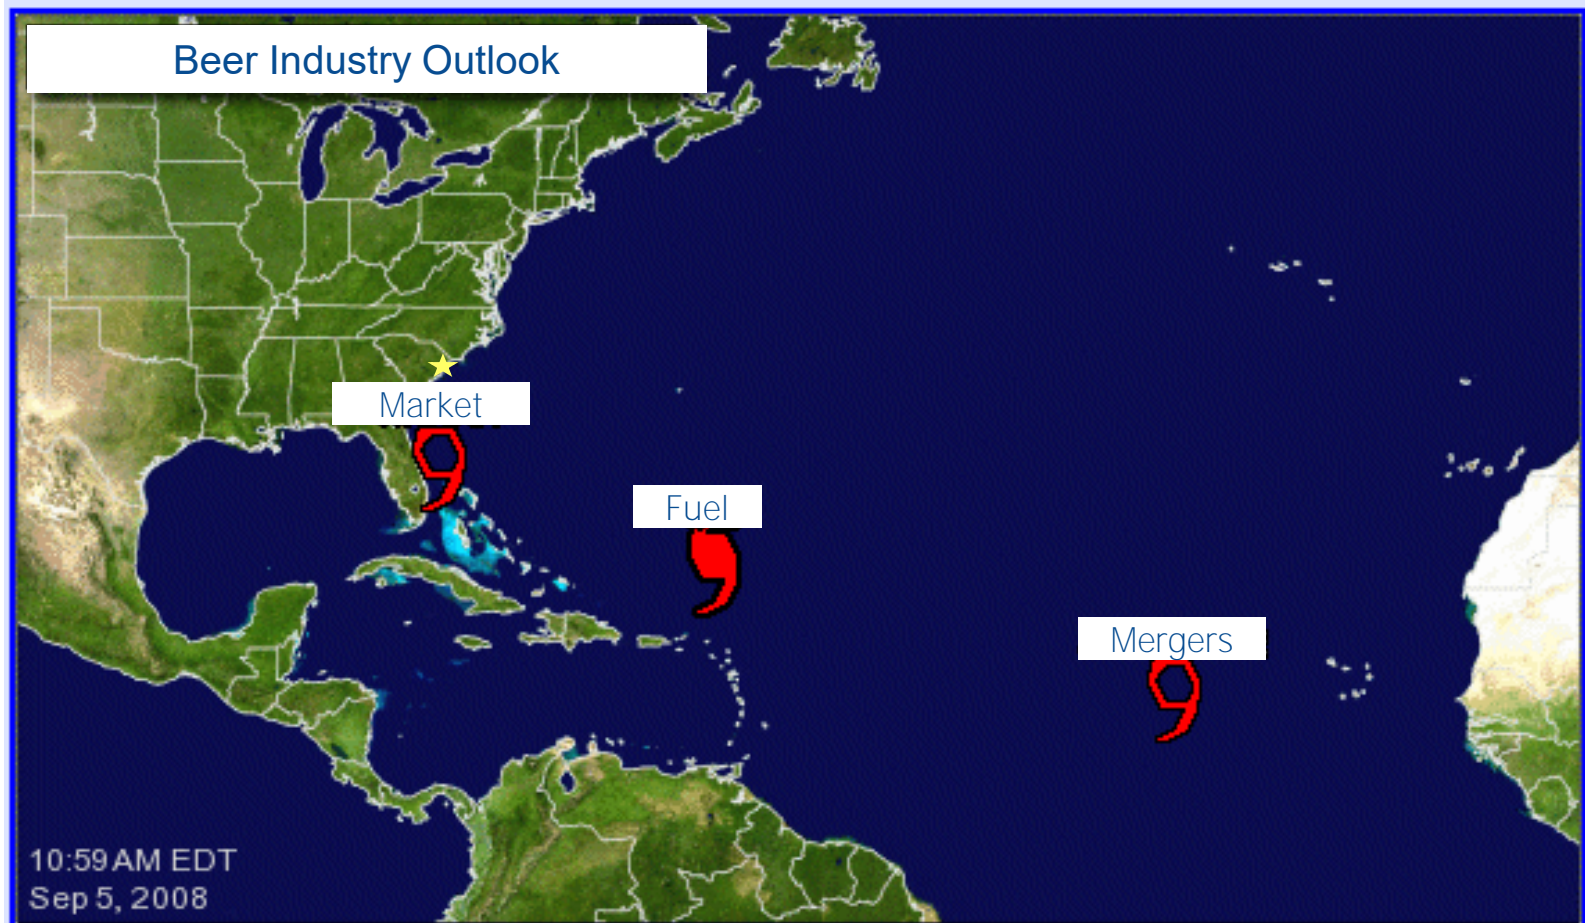 Beer Industry Outlook
Market
Fuel
Mergers
10:59 AM EDT
Sep 5, 2008